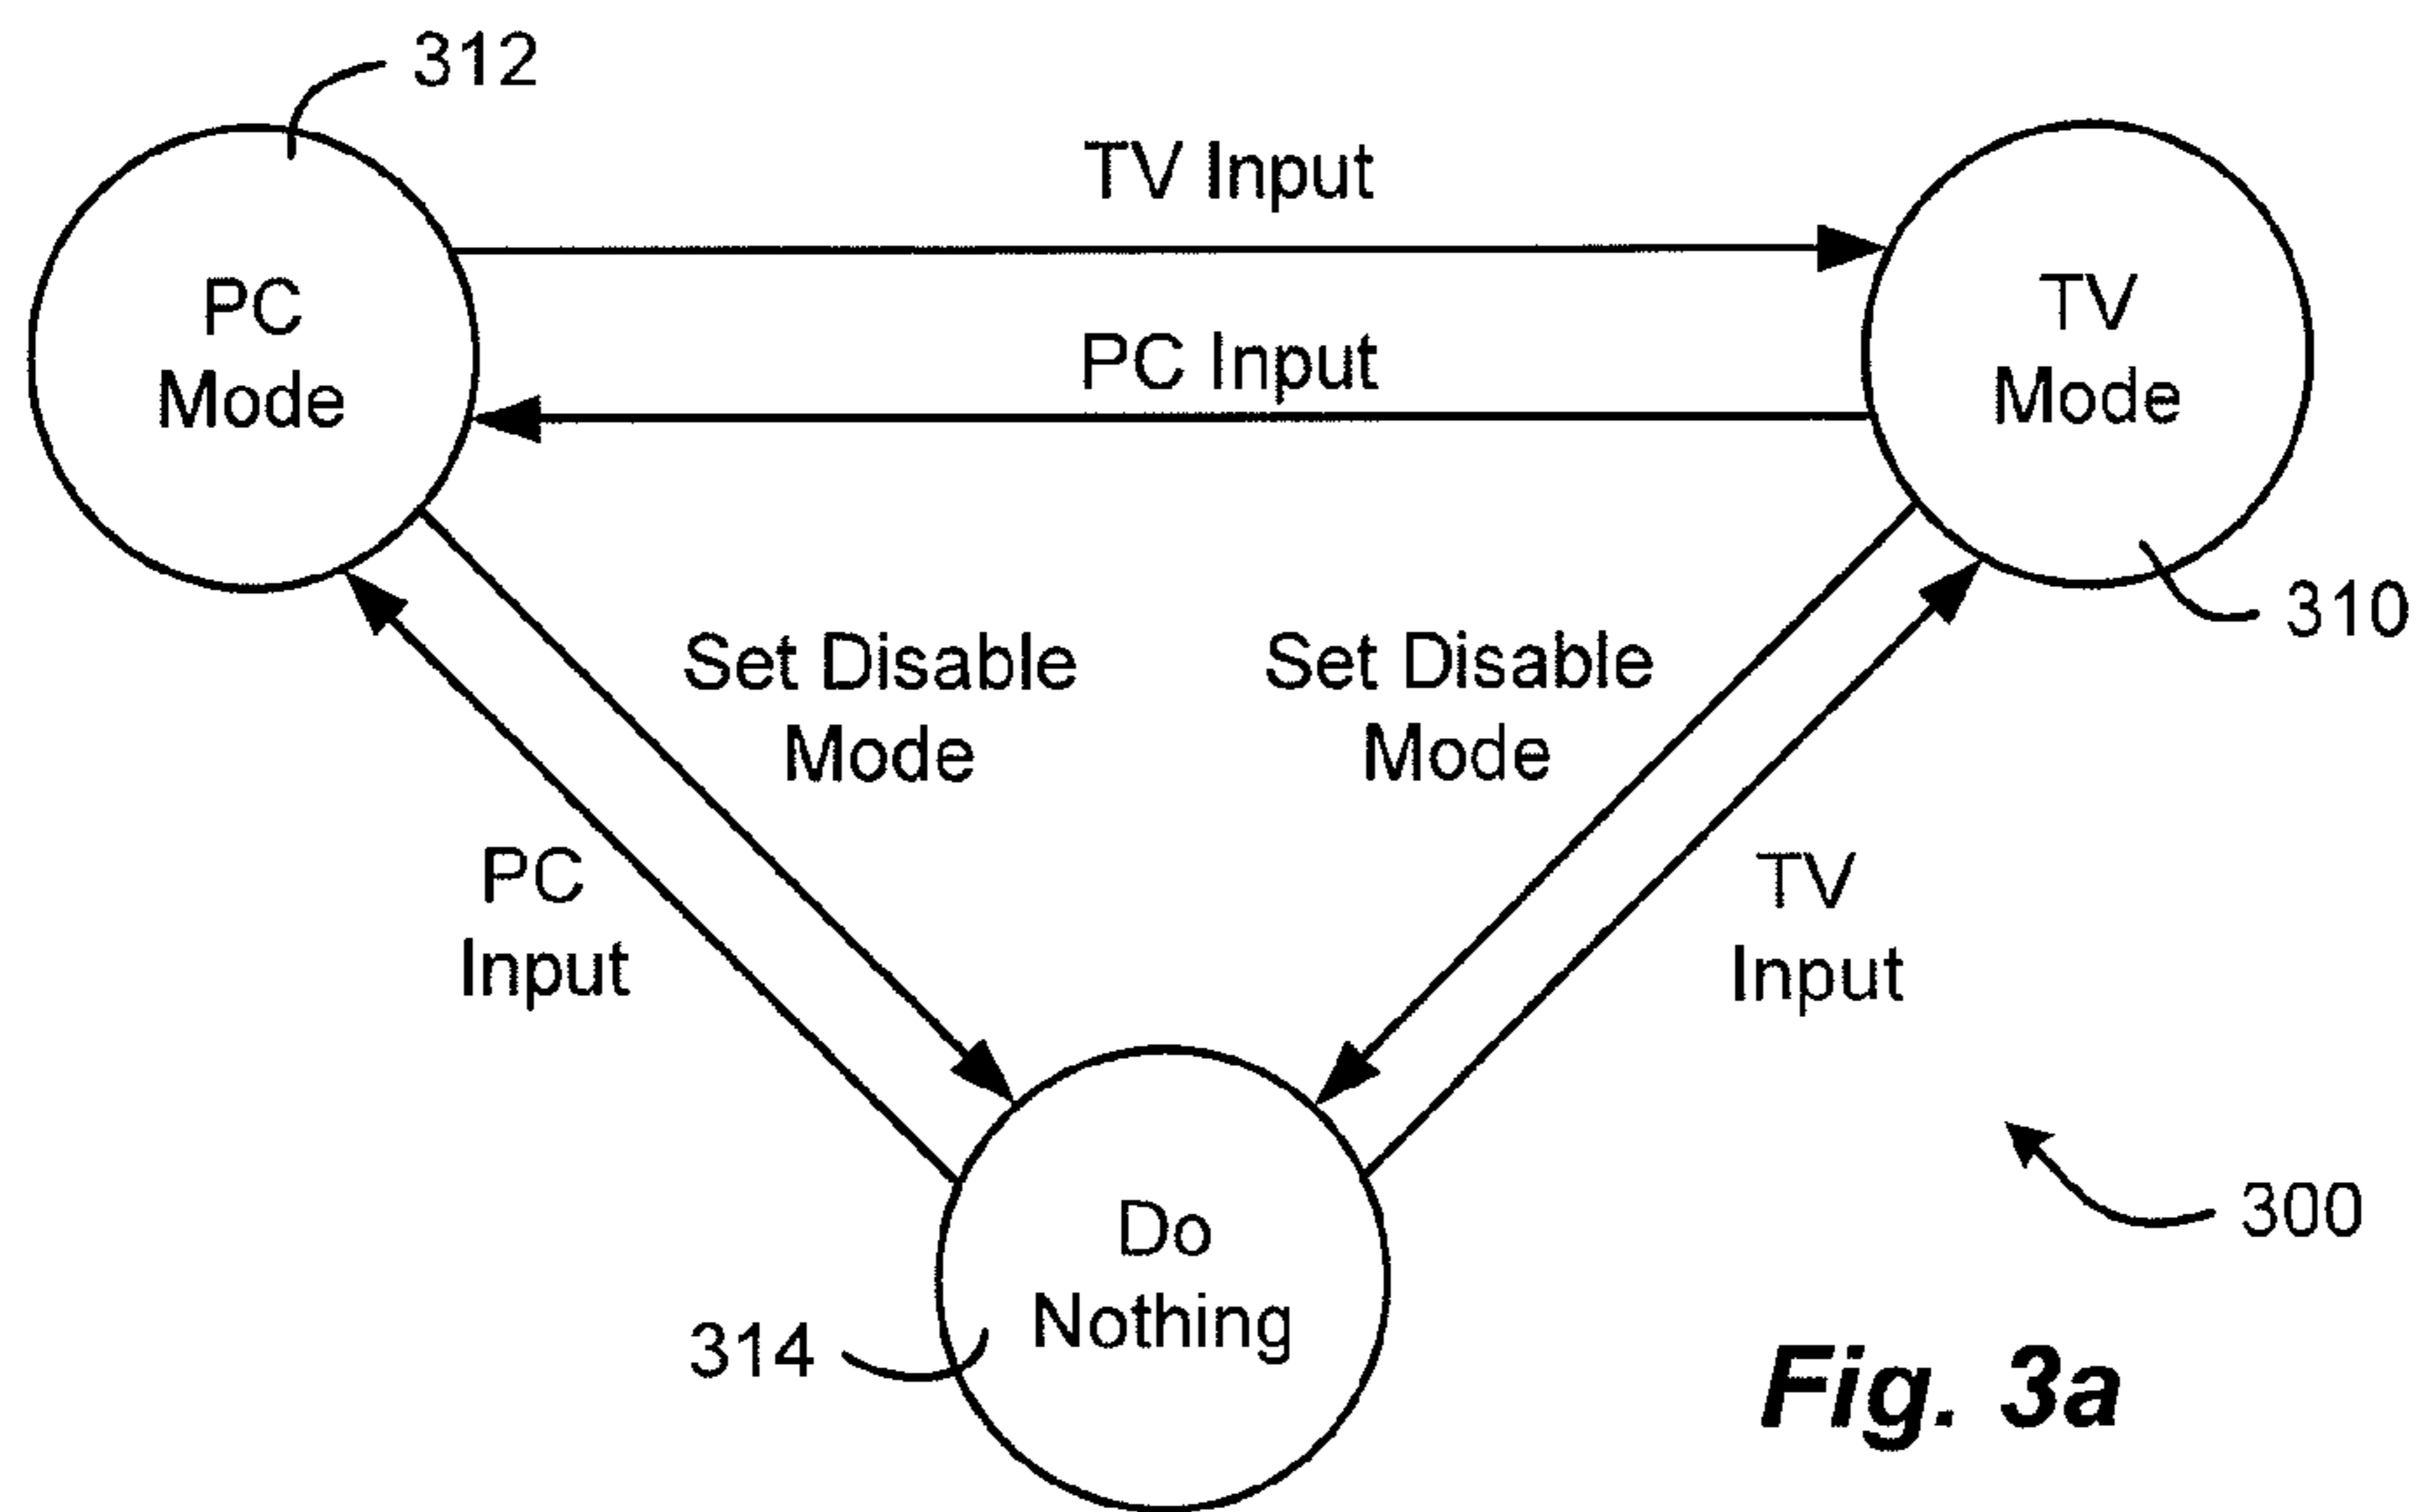 312
TV Input
PC
Mode
TV
Mode
PC Input
310
Set Disable
Mode
Set Disable
Mode
PC
Input
TV
Input
Do
Nothing
300
314
Fig. 3a